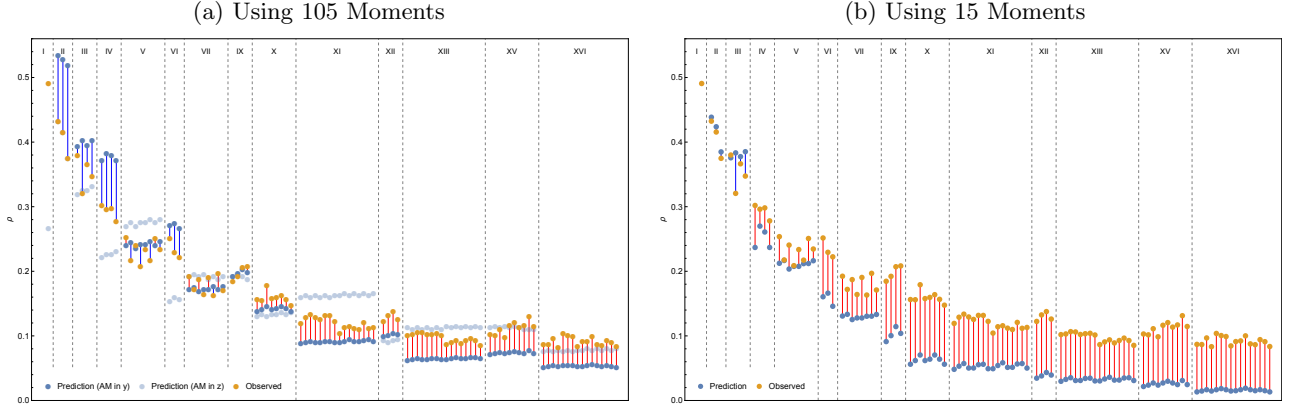 (a) Using 105 Moments
I II III IV V VI VII IX X XI XII XIII XV XVI
0.5
0.4
0.3
ρ
0.2
0.1
0.0
Prediction (AM in y) Prediction (AM in z) Observed
(b) Using 15 Moments
I II III IV V VI VII IX X XI XII XIII XV XVI
0.5
0.4
0.3
ρ
0.2
0.1
0.0
Prediction Observed